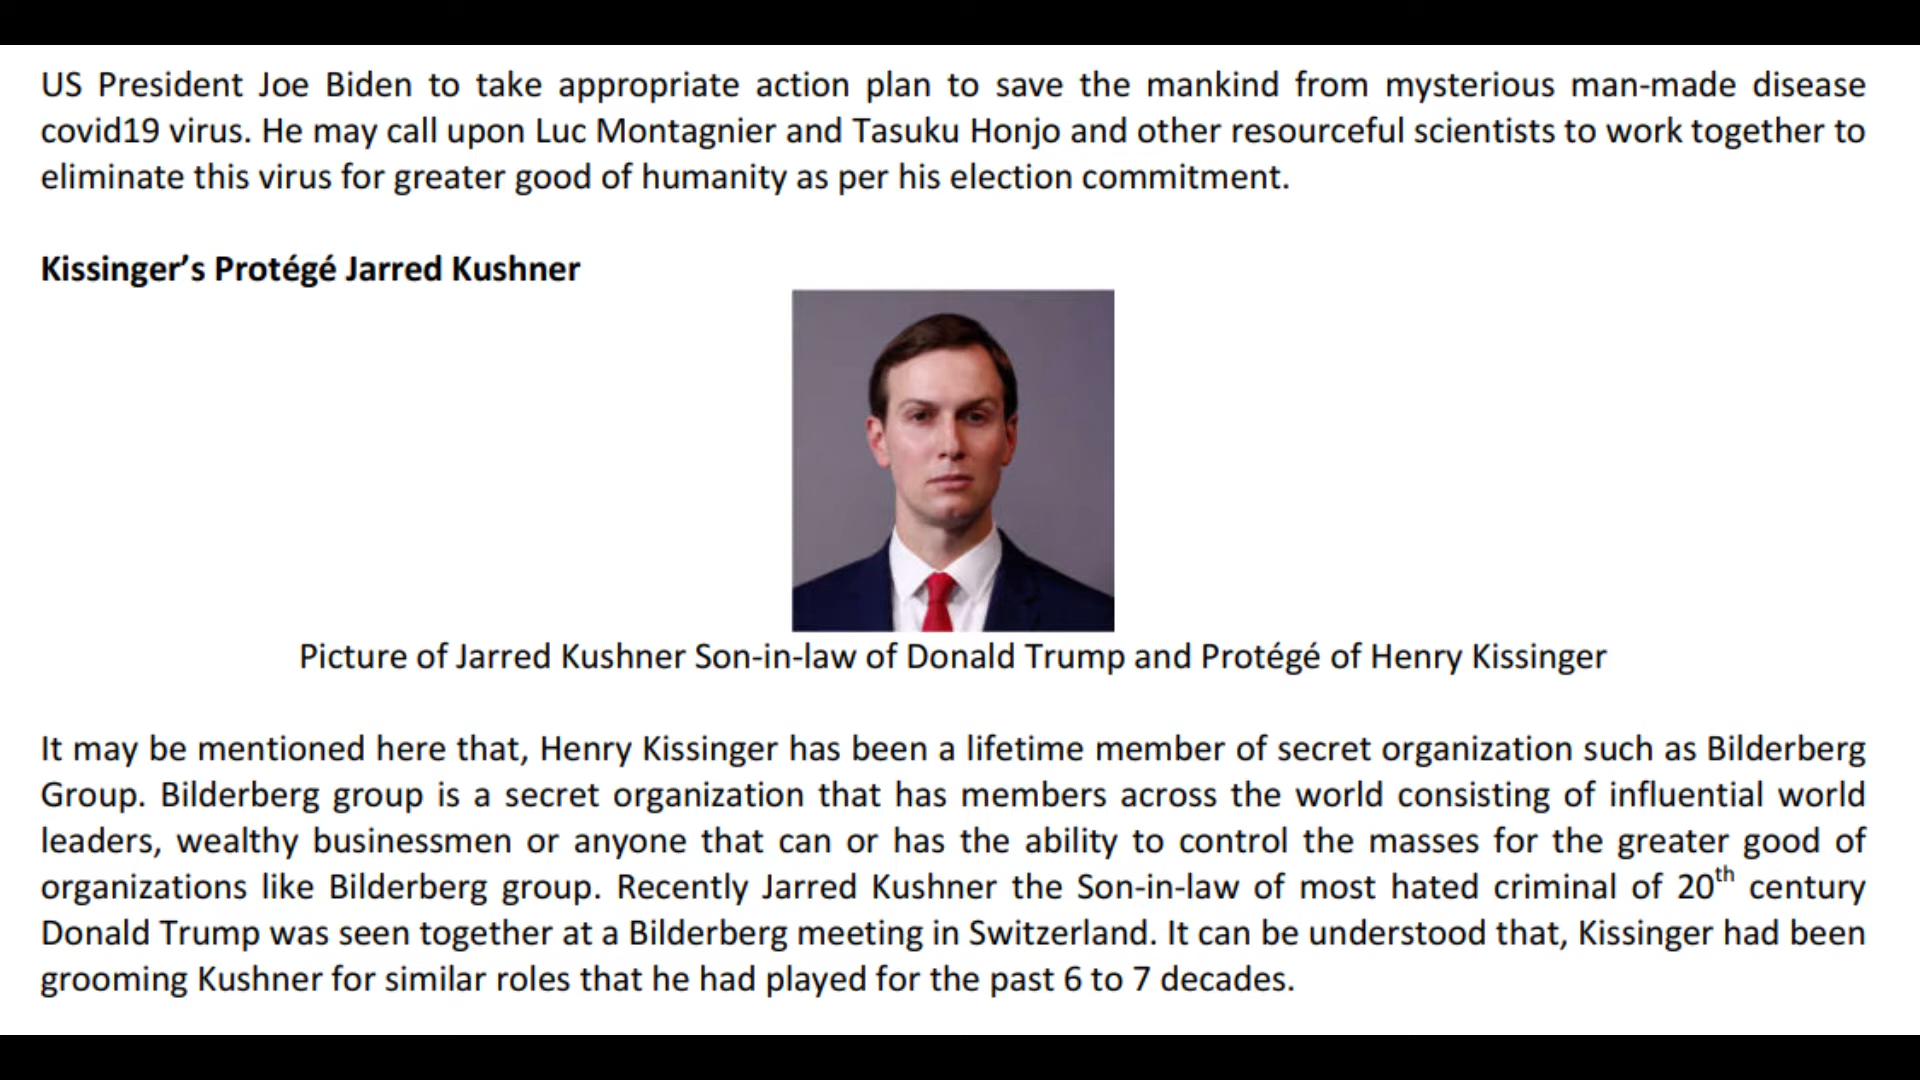 US President Joe Biden to take appropriate action plan to save the mankind from mysterious man-made disease
covid19 virus. He may call upon Luc Montagnier and Tasuku Honjo and other resourceful scientists to work together to
eliminate this virus for greater good of humanity as per his election commitment.
Kissinger’s Protégé Jarred Kushner
Picture of Jarred Kushner Son-in-law of Donald Trump and Protégé of Henry Kissinger
It may be mentioned here that, Henry Kissinger has been a lifetime member of secret organization such as Bilderberg
Group. Bilderberg group is a secret organization that has members across the world consisting of influential world
leaders, wealthy businessmen or anyone that can or has the ability to control the masses for the greater good of
organizations like Bilderberg group. Recently Jarred Kushner the Son-in-law of most hated criminal of 20th century
Donald Trump was seen together at a Bilderberg meeting in Switzerland. It can be understood that, Kissinger had been
grooming Kushner for similar roles that he had played for the past 6 to 7 decades.